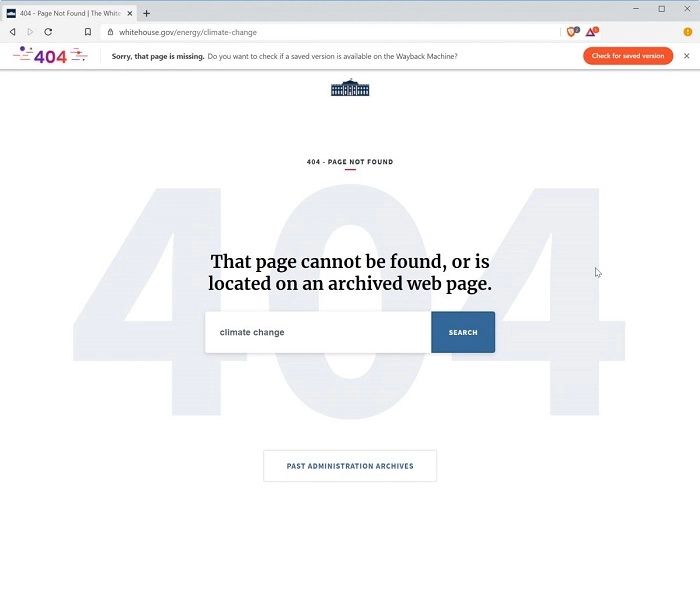 404 - Page Not Found | The White
whitehouse.gov/energy/climate-change
404 Sorry, that page is missing. Do you want to check if a saved version is available on the Wayback Machine? Check for saved version
404 - PAGE NOT FOUND
404
That page cannot be found, or is
located on an archived web page.
climate change SEARCH
PAST ADMINISTRATION ARCHIVES